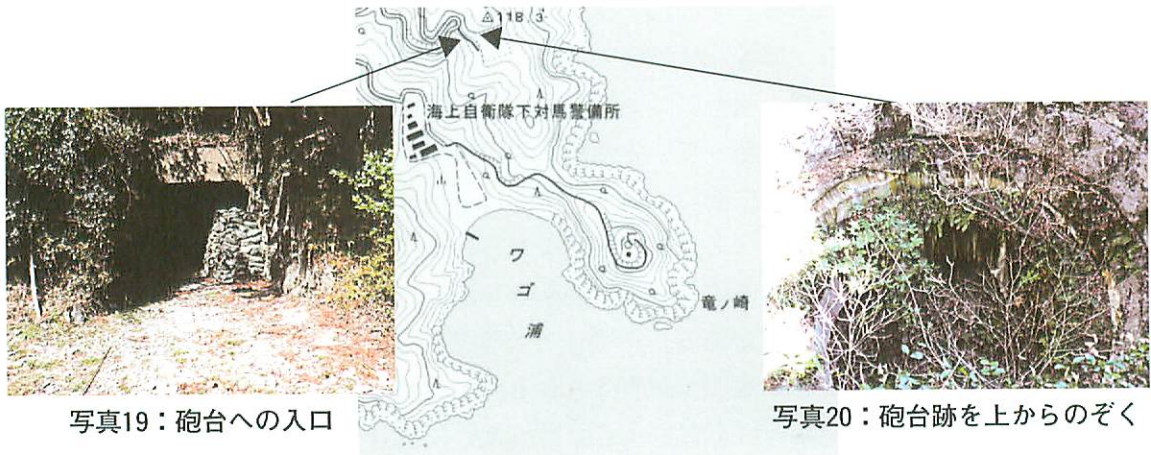 △118.3
海上自衛隊下対馬警備所
ワゴ浦
竜ノ崎
写真19：砲台への入口
写真20：砲台跡を上からのぞく